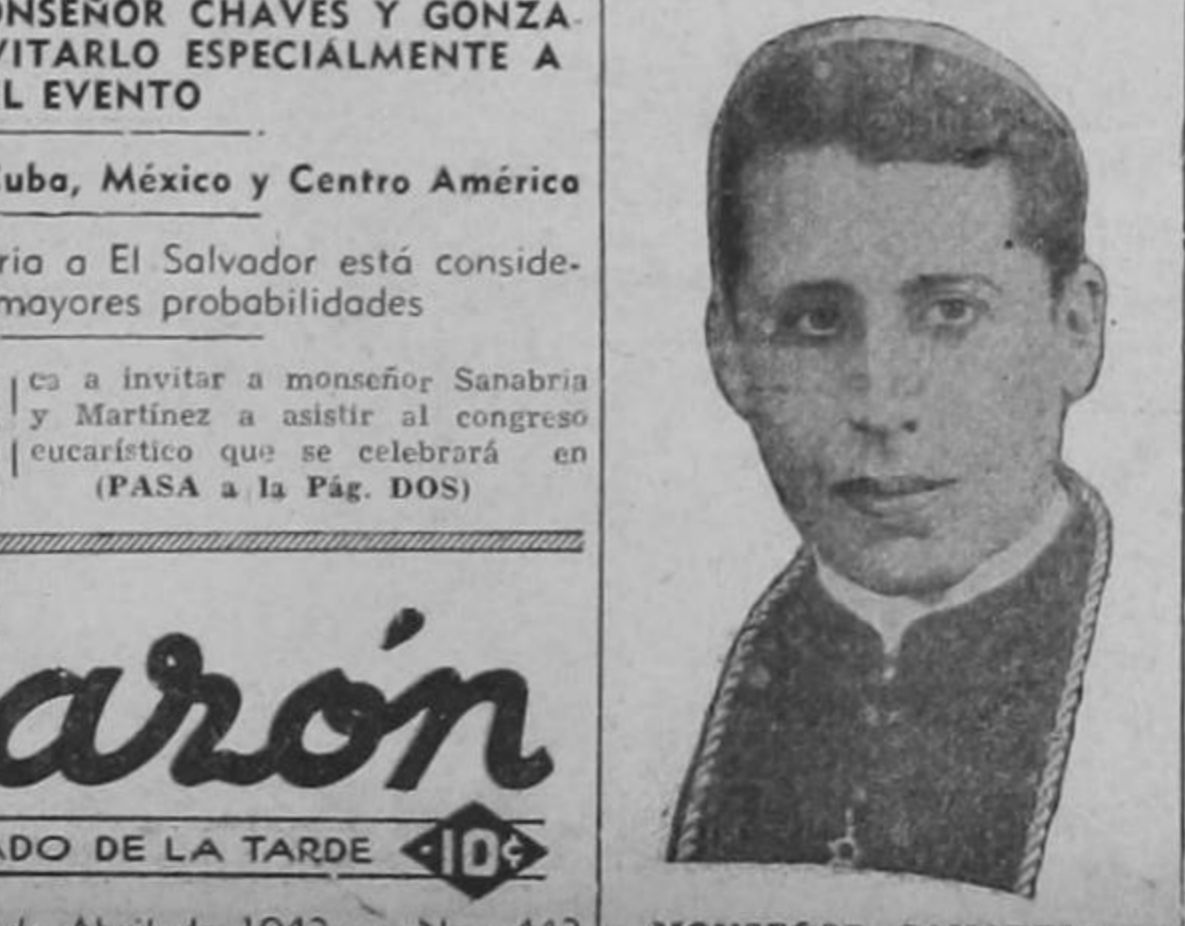 ONSEÑOR CHAVES Y GONZA-
VITARLO ESPECIALMENTE A
L EVENTO
Cuba, México y Centro América
ria a El Salvador está conside-
mayores probabilidades
ca a invitar a monseñor Sanabria
y Martínez a asistir al congreso
eucarístico que se celebrará en
(PASA a la Pág. DOS)
arón
ADO DE LA TARDE 10¢